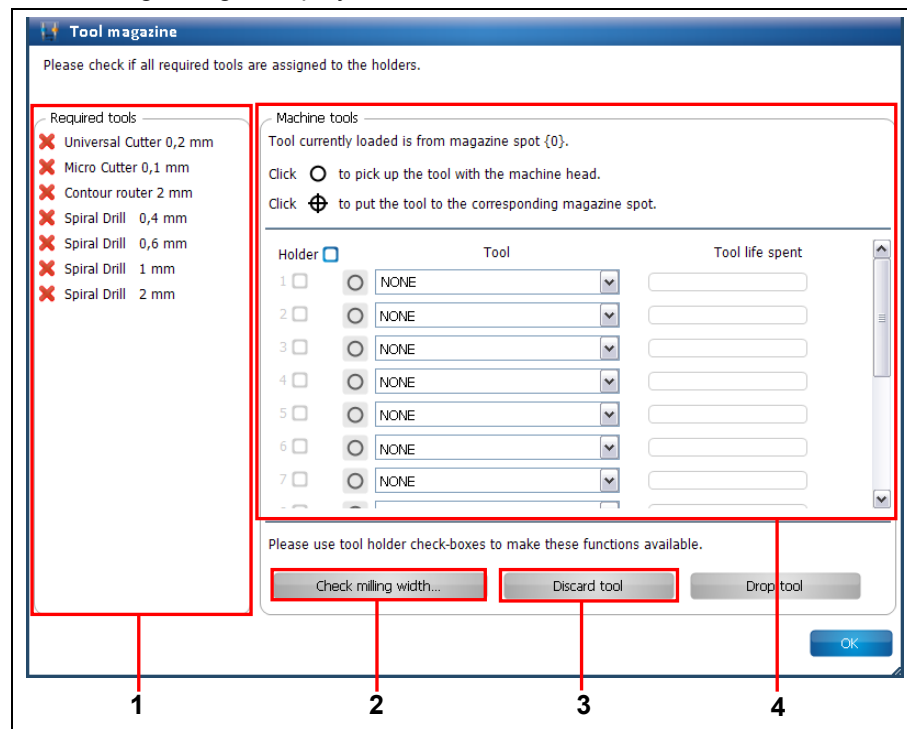 Tool magazine
Please check if all required tools are assigned to the holders.
Required tools
Universal Cutter 0,2 mm
Micro Cutter 0,1 mm
Contour router 2 mm
Spiral Drill 0,4 mm
Spiral Drill 0,6 mm
Spiral Drill 1 mm
Spiral Drill 2 mm
Machine tools
Tool currently loaded is from magazine spot {0}.
Click to pick up the tool with the machine head.
Click to put the tool to the corresponding magazine spot.
Holder Tool Tool life spent
1 NONE
2 NONE
3 NONE
4 NONE
5 NONE
6 NONE
7 NONE
Please use tool holder check-boxes to make these functions available.
Check milling width... Discard tool Drop tool
OK
1 2 3 4